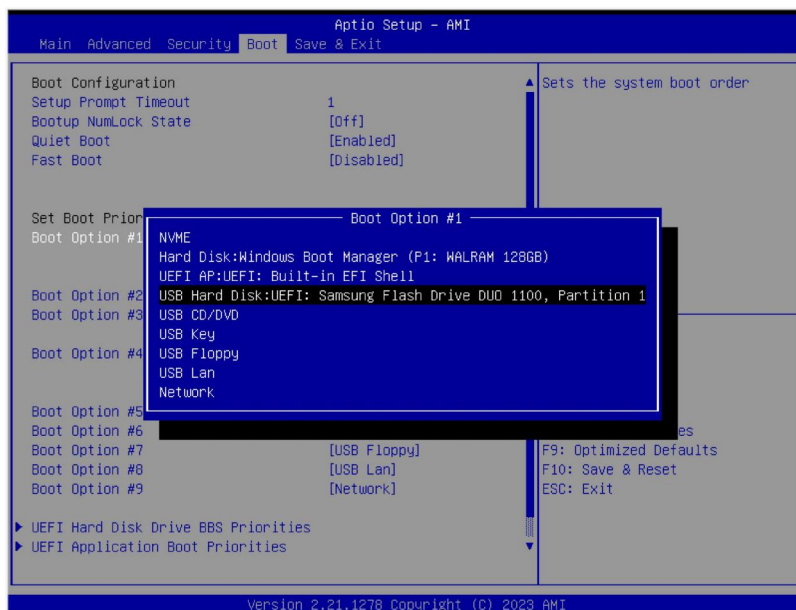 Aptio Setup – AMI
Main Advanced Security Boot Save & Exit
Boot Configuration
Setup Prompt Timeout 1
Bootup NumLock State [Off]
Quiet Boot [Enabled]
Fast Boot [Disabled]
Set Boot Prior
Boot Option #1
Boot Option #2
Boot Option #3
Boot Option #4
Boot Option #5
Boot Option #6
Boot Option #7 [USB Floppy]
Boot Option #8 [USB Lan]
Boot Option #9 [Network]
UEFI Hard Disk Drive BBS Priorities
UEFI Application Boot Priorities
Boot Option #1
NVME
Hard Disk:Windows Boot Manager (P1: WALRAM 128GB)
UEFI AP:UEFI: Built-in EFI Shell
USB Hard Disk:UEFI: Samsung Flash Drive DUO 1100, Partition 1
USB CD/DVD
USB Key
USB Floppy
USB Lan
Network
Sets the system boot order
es
F9: Optimized Defaults
F10: Save & Reset
ESC: Exit
Version 2.21.1278 Copyright (C) 2023 AMI